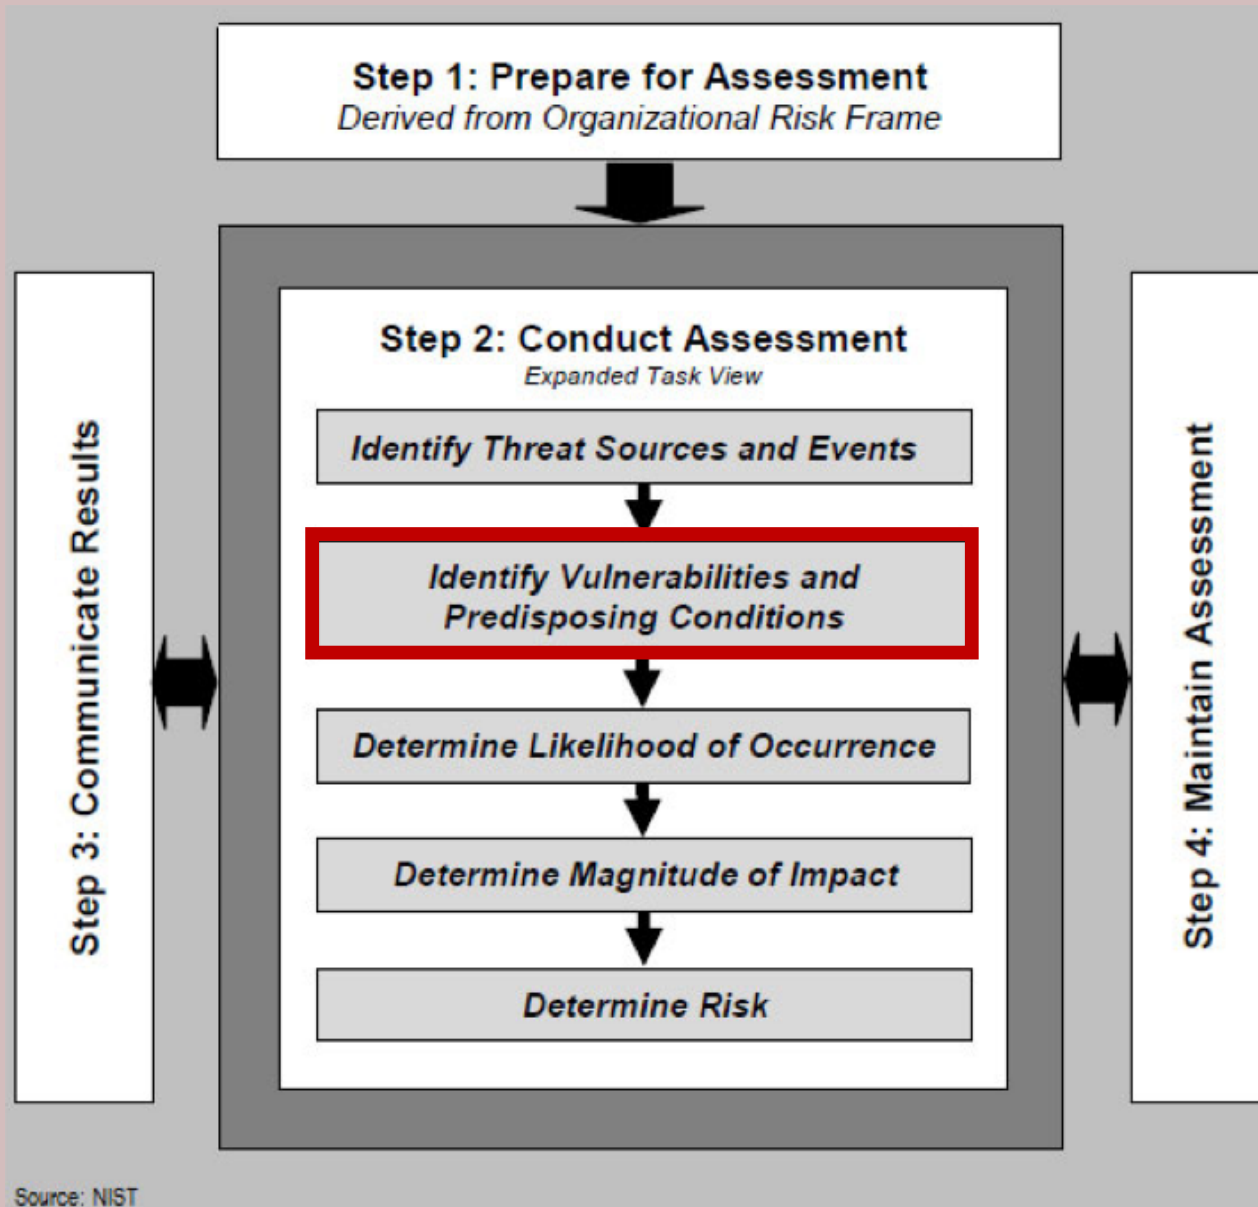 Step 1: Prepare for Assessment
Derived from Organizational Risk Frame
Step 3: Communicate Results
Step 2: Conduct Assessment
Expanded Task View
Identify Threat Sources and Events
Identify Vulnerabilities and
Predisposing Conditions
Determine Likelihood of Occurrence
Determine Magnitude of Impact
Determine Risk
Step 4: Maintain Assessment
Source: NIST